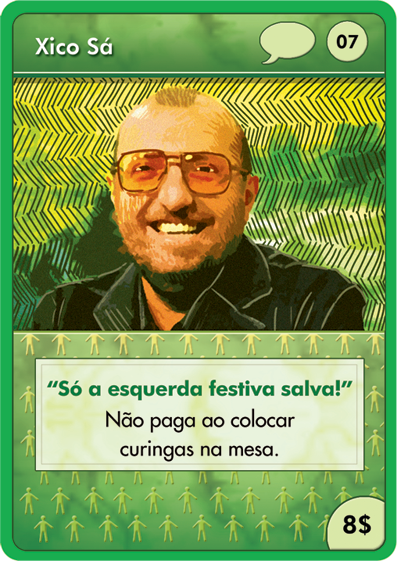 Xico Sá
07
“Só a esquerda festiva salva!”
Não paga ao colocar
curingas na mesa.
8$